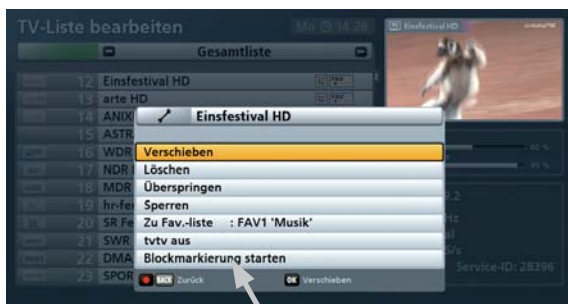 TV-Liste bearbeiten
Mo 14:28
Einsfestival HD
Gesamtliste
12 Einsfestival HD
13 arte HD
14 ANIX
15 ASTR
16 WDR
17 NDR
18 MDR
19 hr-fe
20 SR Fe
21 SWR
22 DMA
23 SPOR
Einsfestival HD
Verschieben
Löschen
Überspringen
Sperren
Zu Fav.-liste : FAV1 'Musik'
tvtv aus
Blockmarkierung starten
BACK Zurück OK Verschieben
Service-ID: 28396